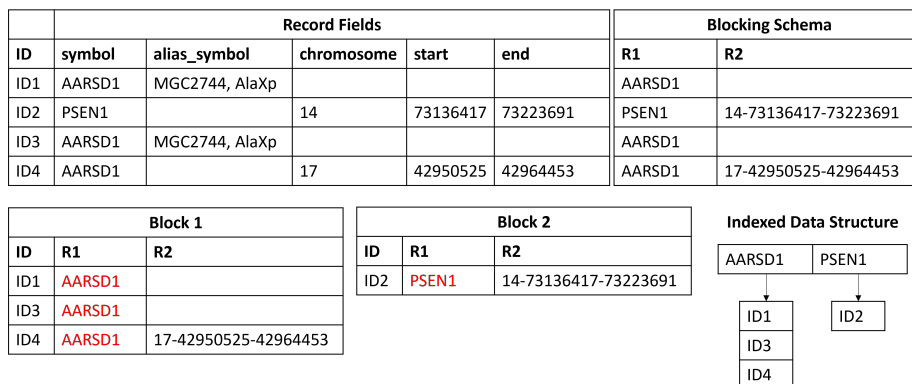 Record Fields Blocking Schema
ID symbol alias_symbol chromosome start end R1 R2
ID1 AARSD1 MGC2744, AlaXp AARSD1
ID2 PSEN1 14 73136417 73223691 PSEN1 14-73136417-73223691
ID3 AARSD1 MGC2744, AlaXp AARSD1
ID4 AARSD1 17 42950525 42964453 AARSD1 17-42950525-42964453
Block 1
ID R1 R2
ID1 AARSD1
ID3 AARSD1
ID4 AARSD1 17-42950525-42964453
Block 2
ID R1 R2
ID2 PSEN1 14-73136417-73223691
Indexed Data Structure
AARSD1 PSEN1
ID1 ID2
ID3
ID4